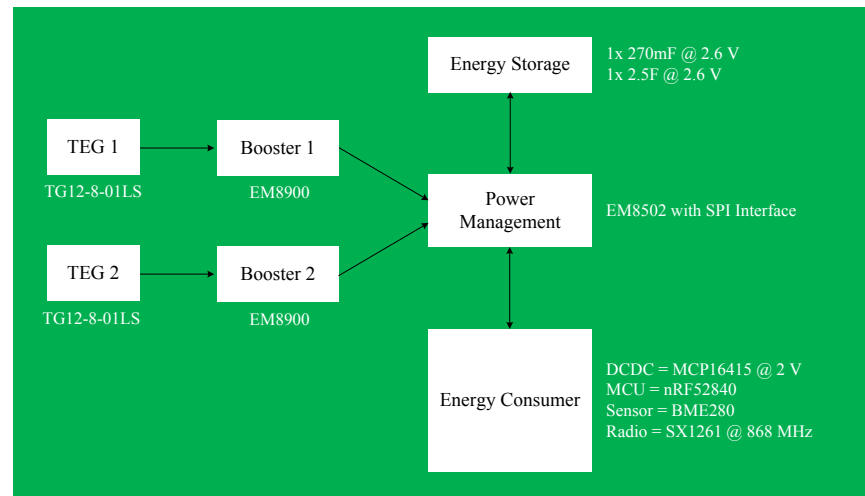 Energy Storage
1x 270mF @ 2.6 V
1x 2.5F @ 2.6 V
TEG 1
TG12-8-01LS
Booster 1
EM8900
Power
Management
EM8502 with SPI Interface
TEG 2
TG12-8-01LS
Booster 2
EM8900
Energy Consumer
DCDC = MCP16415 @ 2 V
MCU = nRF52840
Sensor = BME280
Radio = SX1261 @ 868 MHz